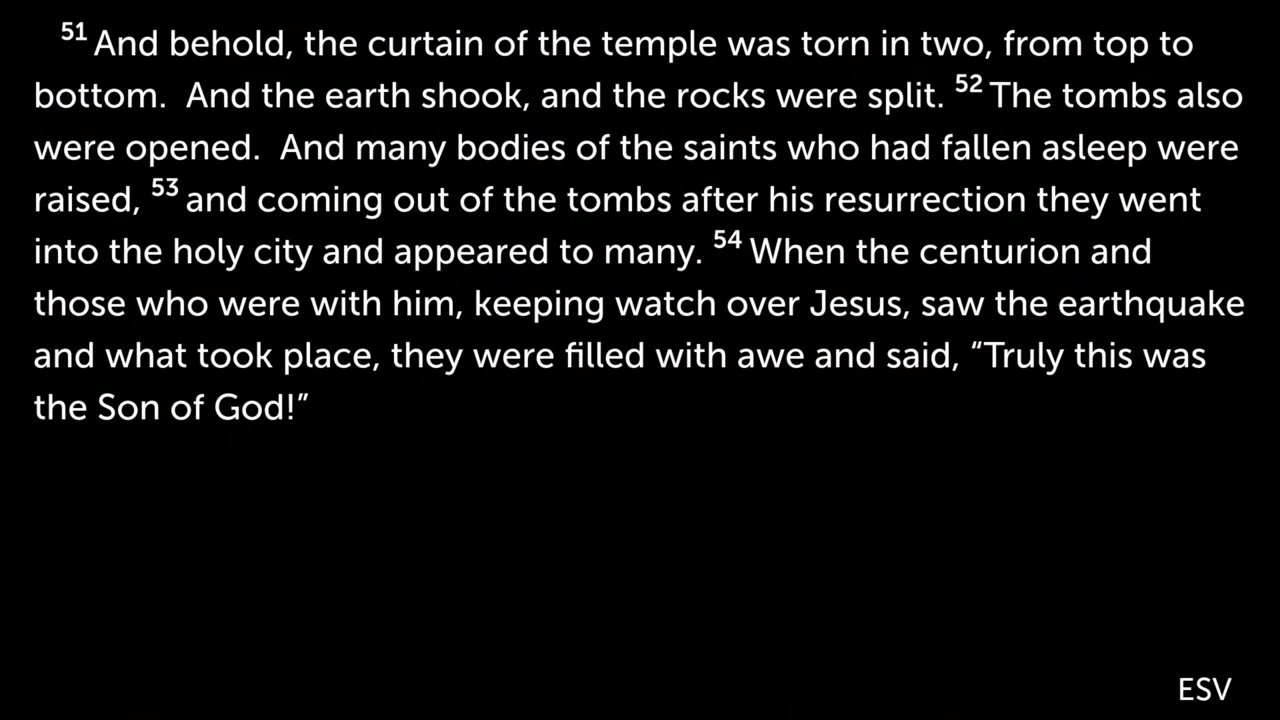 51 And behold, the curtain of the temple was torn in two, from top to
bottom.  And the earth shook, and the rocks were split. 52 The tombs also
were opened.  And many bodies of the saints who had fallen asleep were
raised, 53 and coming out of the tombs after his resurrection they went
into the holy city and appeared to many. 54 When the centurion and
those who were with him, keeping watch over Jesus, saw the earthquake
and what took place, they were filled with awe and said, “Truly this was
the Son of God!”
ESV